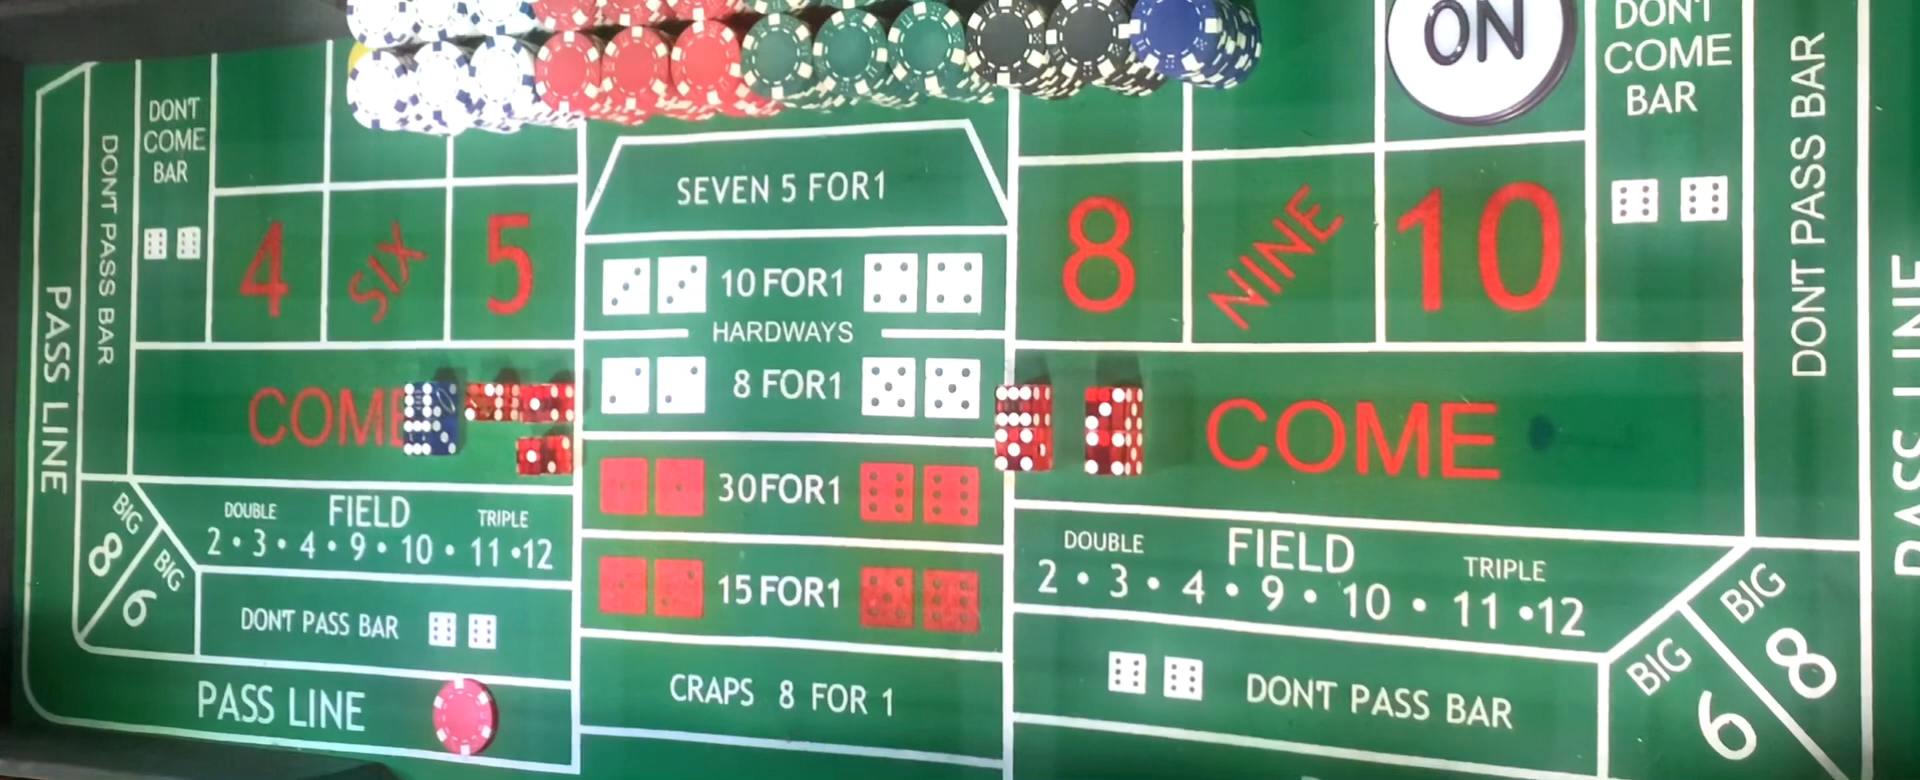 ON
DON'T
COME
BAR
DON'T PASS BAR
PASS LINE
DON'T
COME
BAR
DON'T PASS BAR
PASS LINE
4
SIX
5
SEVEN 5 FOR1
10 FOR1
HARDWAYS
8 FOR1
30FOR1
15 FOR1
CRAPS 8 FOR 1
8
NINE
10
COME
COME
BIG
8
BIG
6
DOUBLE FIELD TRIPLE
2 • 3 • 4 • 9 • 10 • 11 •12
DON'T PASS BAR
PASS LINE
DOUBLE FIELD TRIPLE
2 • 3 • 4 • 9 • 10 • 11 •12
DON'T PASS BAR
BIG
6
BIG
8